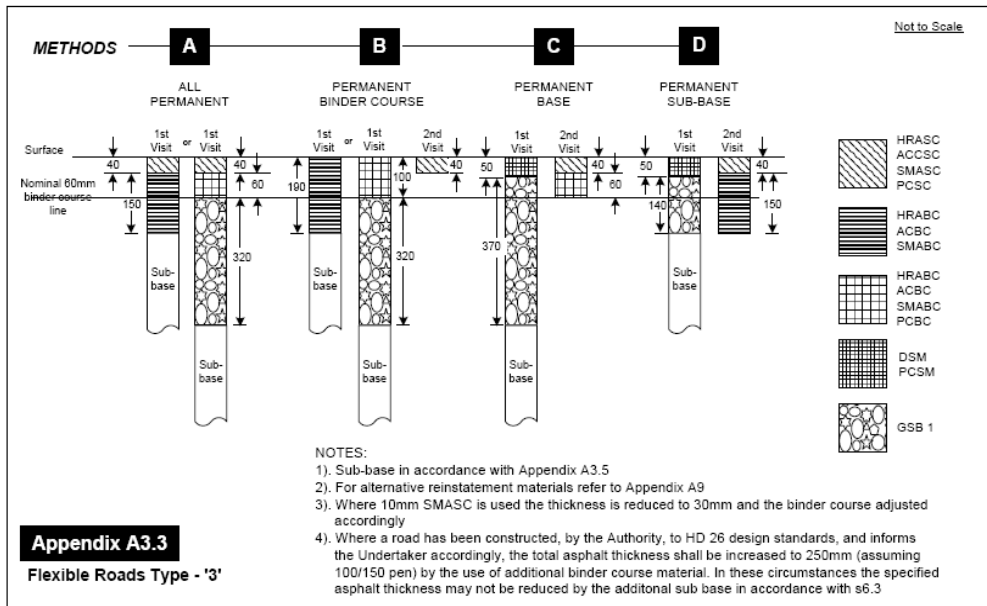 Not to Scale
METHODS
A
B
C
D
ALL
PERMANENT
PERMANENT
BINDER COURSE
PERMANENT
BASE
PERMANENT
SUB-BASE
1st
Visit
or
1st
Visit
1st
Visit
or
1st
Visit
2nd
Visit
1st
Visit
2nd
Visit
1st
Visit
2nd
Visit
Surface
40
40
60
190
100
40
50
40
60
50
40
Nominal 60mm
binder course
line
150
320
320
370
140
150
Sub-
base
Sub-
base
Sub-
base
Sub-
base
Sub-
base
Sub-
base
HRASC
ACCSC
SMASC
PCSC
HRABC
ACBC
SMABC
HRABC
ACBC
SMABC
PCBC
DSM
PCSM
GSB 1
NOTES:
1). Sub-base in accordance with Appendix A3.5
2). For alternative reinstatement materials refer to Appendix A9
3). Where 10mm SMASC is used the thickness is reduced to 30mm and the binder course adjusted
accordingly
4). Where a road has been constructed, by the Authority, to HD 26 design standards, and informs
the Undertaker accordingly, the total asphalt thickness shall be increased to 250mm (assuming
100/150 pen) by the use of additional binder course material. In these circumstances the specified
asphalt thickness may not be reduced by the additonal sub base in accordance with s6.3
Appendix A3.3
Flexible Roads Type - '3'